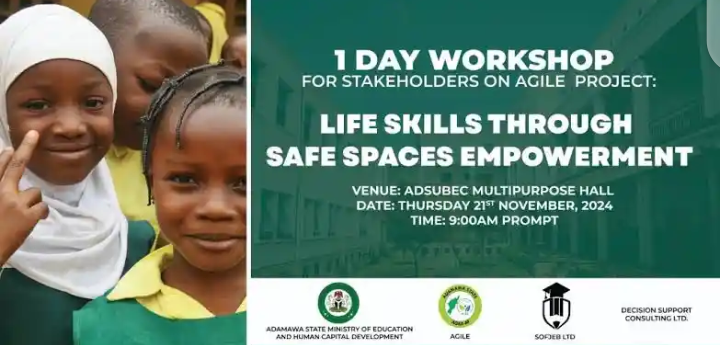 1 DAY WORKSHOP
FOR STAKEHOLDERS ON AGILE PROJECT:
LIFE SKILLS THROUGH
SAFE SPACES EMPOWERMENT
VENUE: ADSUBEC MULTIPURPOSE HALL
DATE: THURSDAY 21ST NOVEMBER, 2024
TIME: 9:00AM PROMPT
ADAMAWA STATE MINISTRY OF EDUCATION
AND HUMAN CAPITAL DEVELOPMENT
AGILE
SOFJEB LTD
DECISION SUPPORT
CONSULTING LTD.